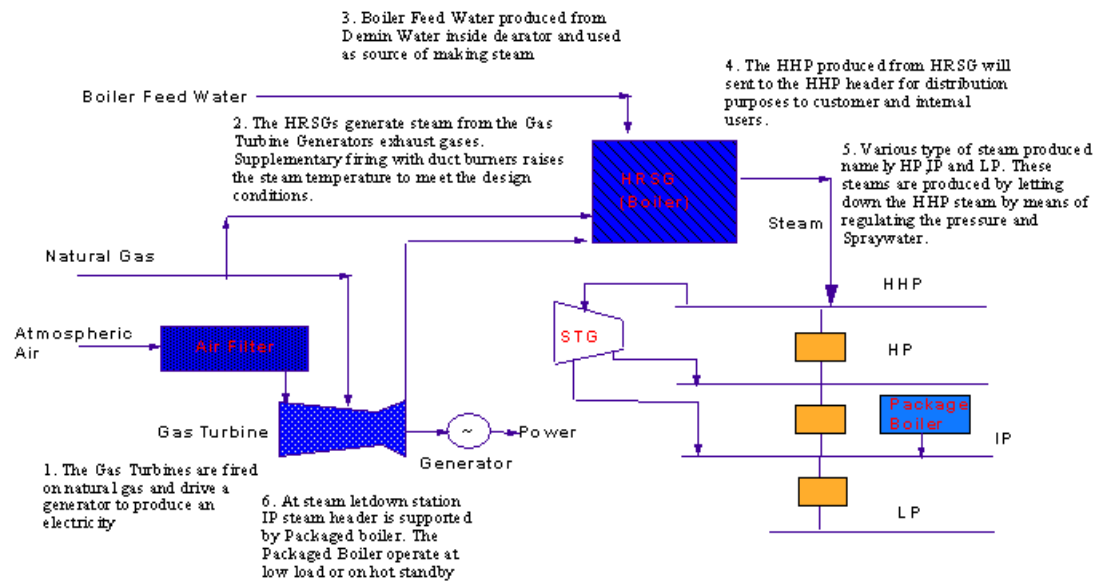 3. Boiler Feed Water produced from
Demin Water inside dearator and used
as source of making steam
4. The HHP produced from HRSG will
sent to the HHP header for distribution
purposes to customer and internal
users.
Boiler Feed Water
2. The HRSGs generate steam from the Gas
Turbine Generators exhaust gases.
Supplementary firing with duct burners raises
the steam temperature to meet the design
conditions.
HRSG
(Boiler)
5. Various type of steam produced
namely HP,IP and LP. These
steams are produced by letting
down the HHP steam by means of
regulating the pressure and
Spraywater.
Steam
Natural Gas
HHP
Atmospheric
Air
Air Filter
STG
HP
Package
Boiler
IP
Gas Turbine
~
Power
Generator
1. The Gas Turbines are fired
on natural gas and drive a
generator to produce an
electricity
6. At steam letdown station
IP steam header is supported
by Packaged boiler. The
Packaged Boiler operate at
low load or on hot standby
LP